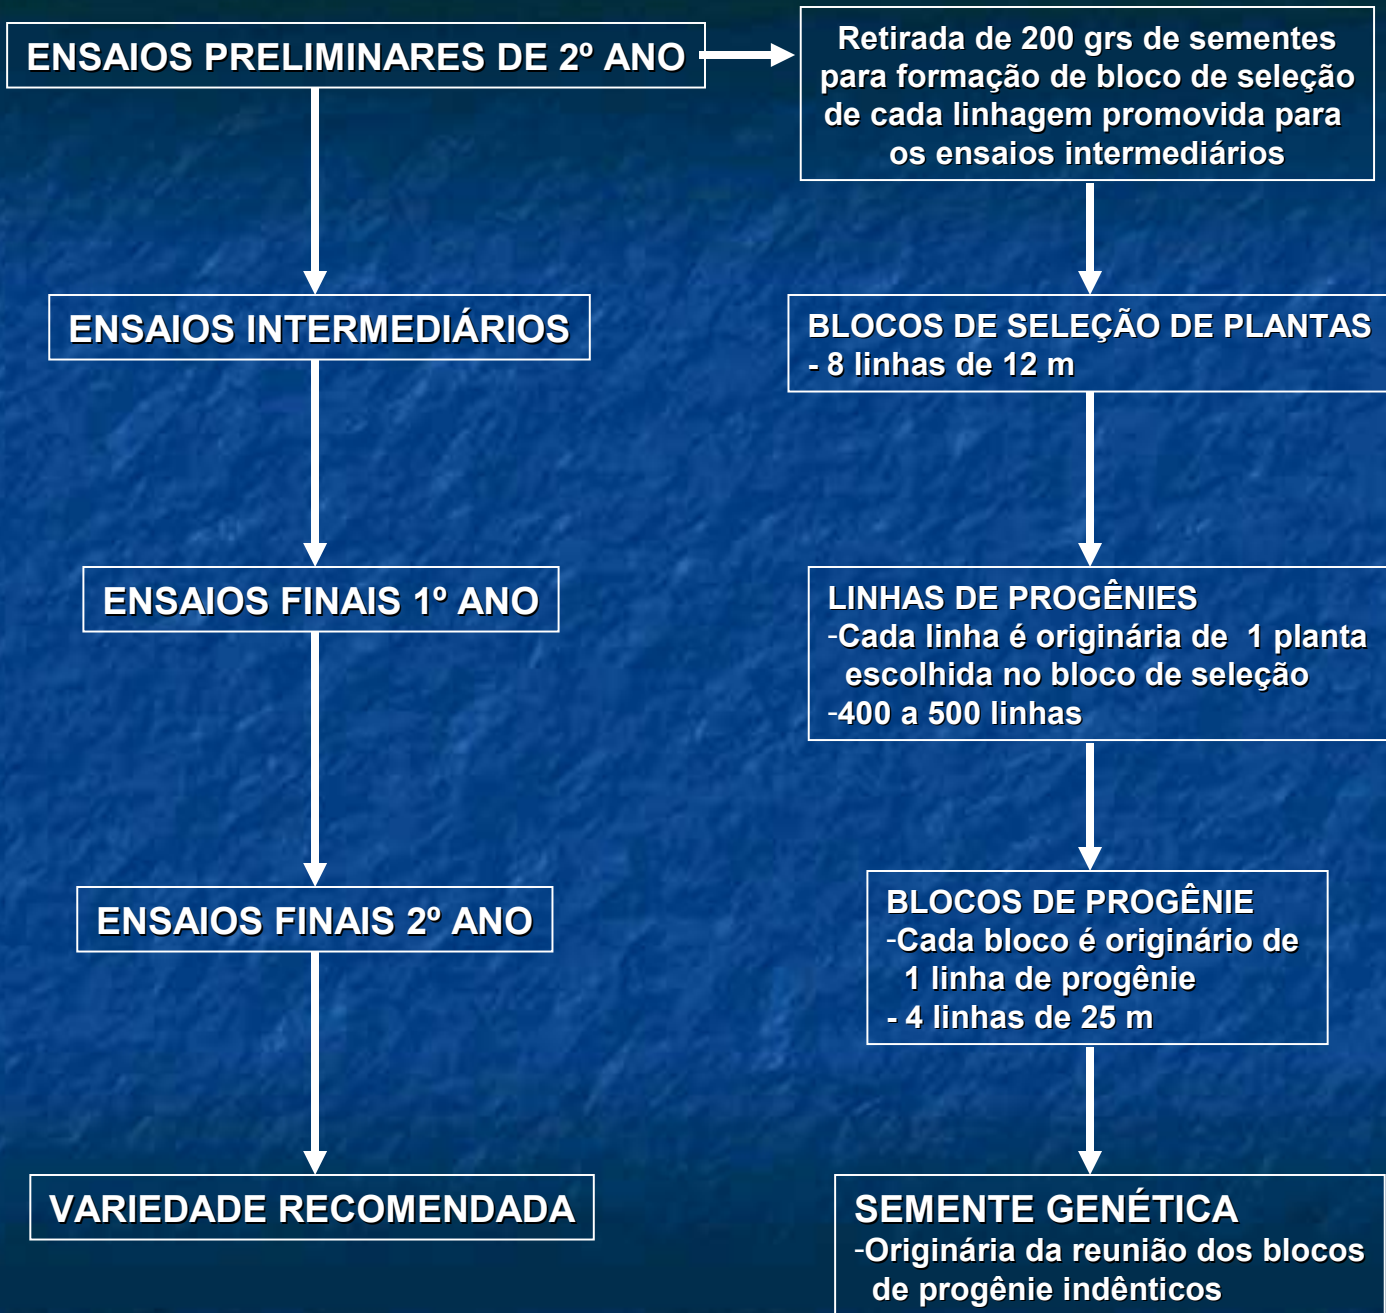 ENSAIOS PRELIMINARES DE 2º ANO
Retirada de 200 grs de sementes
para formação de bloco de seleção
de cada linhagem promovida para
os ensaios intermediários
ENSAIOS INTERMEDIÁRIOS
BLOCOS DE SELEÇÃO DE PLANTAS
- 8 linhas de 12 m
ENSAIOS FINAIS 1º ANO
LINHAS DE PROGÊNIES
-Cada linha é originária de 1 planta
escolhida no bloco de seleção
-400 a 500 linhas
ENSAIOS FINAIS 2º ANO
BLOCOS DE PROGÊNIE
-Cada bloco é originário de
1 linha de progênie
- 4 linhas de 25 m
VARIEDADE RECOMENDADA
SEMENTE GENÉTICA
-Originária da reunião dos blocos
de progênie indênticos